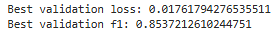 Best validation loss: 0.01761794276535511
Best validation f1: 0.8537212610244751